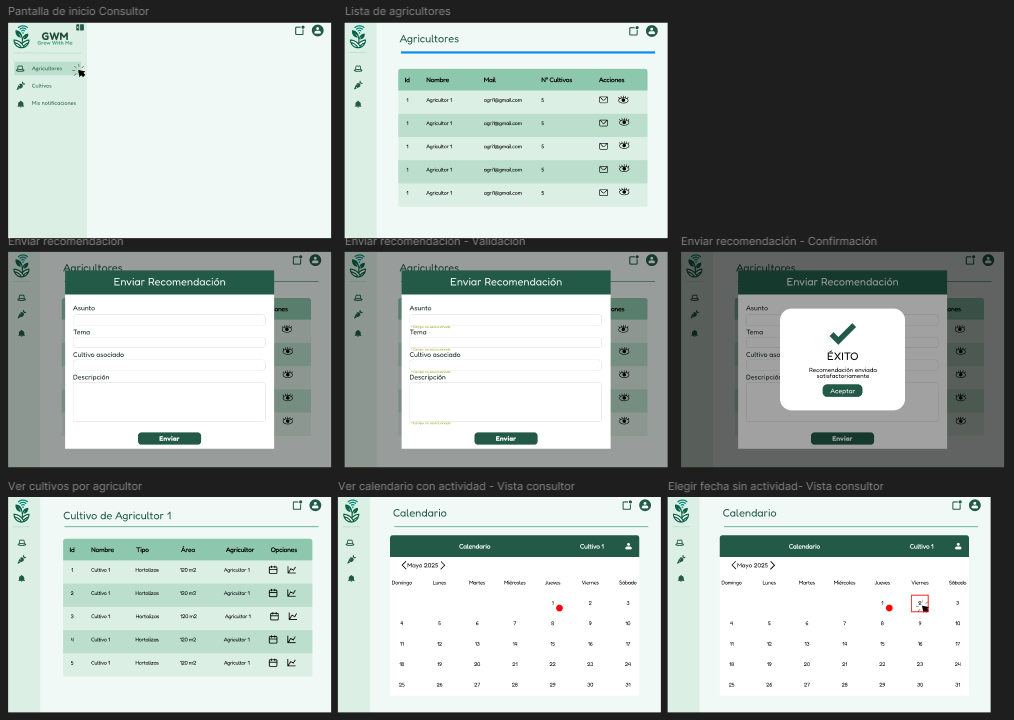 Pantalla de inicio Consultor
GWM
Grow With Me
Agricultores
Cultivos
Mis notificaciones
Lista de agricultores
Agricultores
Id Nombre Mail Nº Cultivos Acciones
1 Agricultor 1 agri1@gmail.com 5
1 Agricultor 1 agri1@gmail.com 5
1 Agricultor 1 agri1@gmail.com 5
1 Agricultor 1 agri1@gmail.com 5
1 Agricultor 1 agri1@gmail.com 5
Enviar recomendación
Agricultores
Enviar Recomendación
ones
Asunto
Tema
Cultivo asociado
Descripción
Enviar
Enviar recomendación - Validación
Agricultores
Enviar Recomendación
ones
Asunto
Tema
Cultivo asociado
Descripción
Enviar
Enviar recomendación - Confirmación
Agricultores
Enviar Recomendación
ones
Asunto
Tema
Cultivo aso
Descripción
ÉXITO
Recomendación enviada
satisfactoriamente
Aceptar
Enviar
Ver cultivos por agricultor
Cultivo de Agricultor 1
Id Nombre Tipo Área Agricultor Opciones
1 Cultivo 1 Hortalizas 120 m2 Agricultor 1
2 Cultivo 1 Hortalizas 120 m2 Agricultor 1
3 Cultivo 1 Hortalizas 120 m2 Agricultor 1
4 Cultivo 1 Hortalizas 120 m2 Agricultor 1
5 Cultivo 1 Hortalizas 120 m2 Agricultor 1
Ver calendario con actividad - Vista consultor
Calendario
Calendario Cultivo 1
Mayo 2025
Domingo Lunes Martes Miércoles Jueves Viernes Sábado
1 2 3
4 5 6 7 8 9 10
11 12 13 14 15 16 17
18 19 20 21 22 23 24
25 26 27 28 29 30 31
Elegir fecha sin actividad- Vista consultor
Calendario
Calendario Cultivo 1
Mayo 2025
Domingo Lunes Martes Miércoles Jueves Viernes Sábado
1 2 3
4 5 6 7 8 9 10
11 12 13 14 15 16 17
18 19 20 21 22 23 24
25 26 27 28 29 30 31